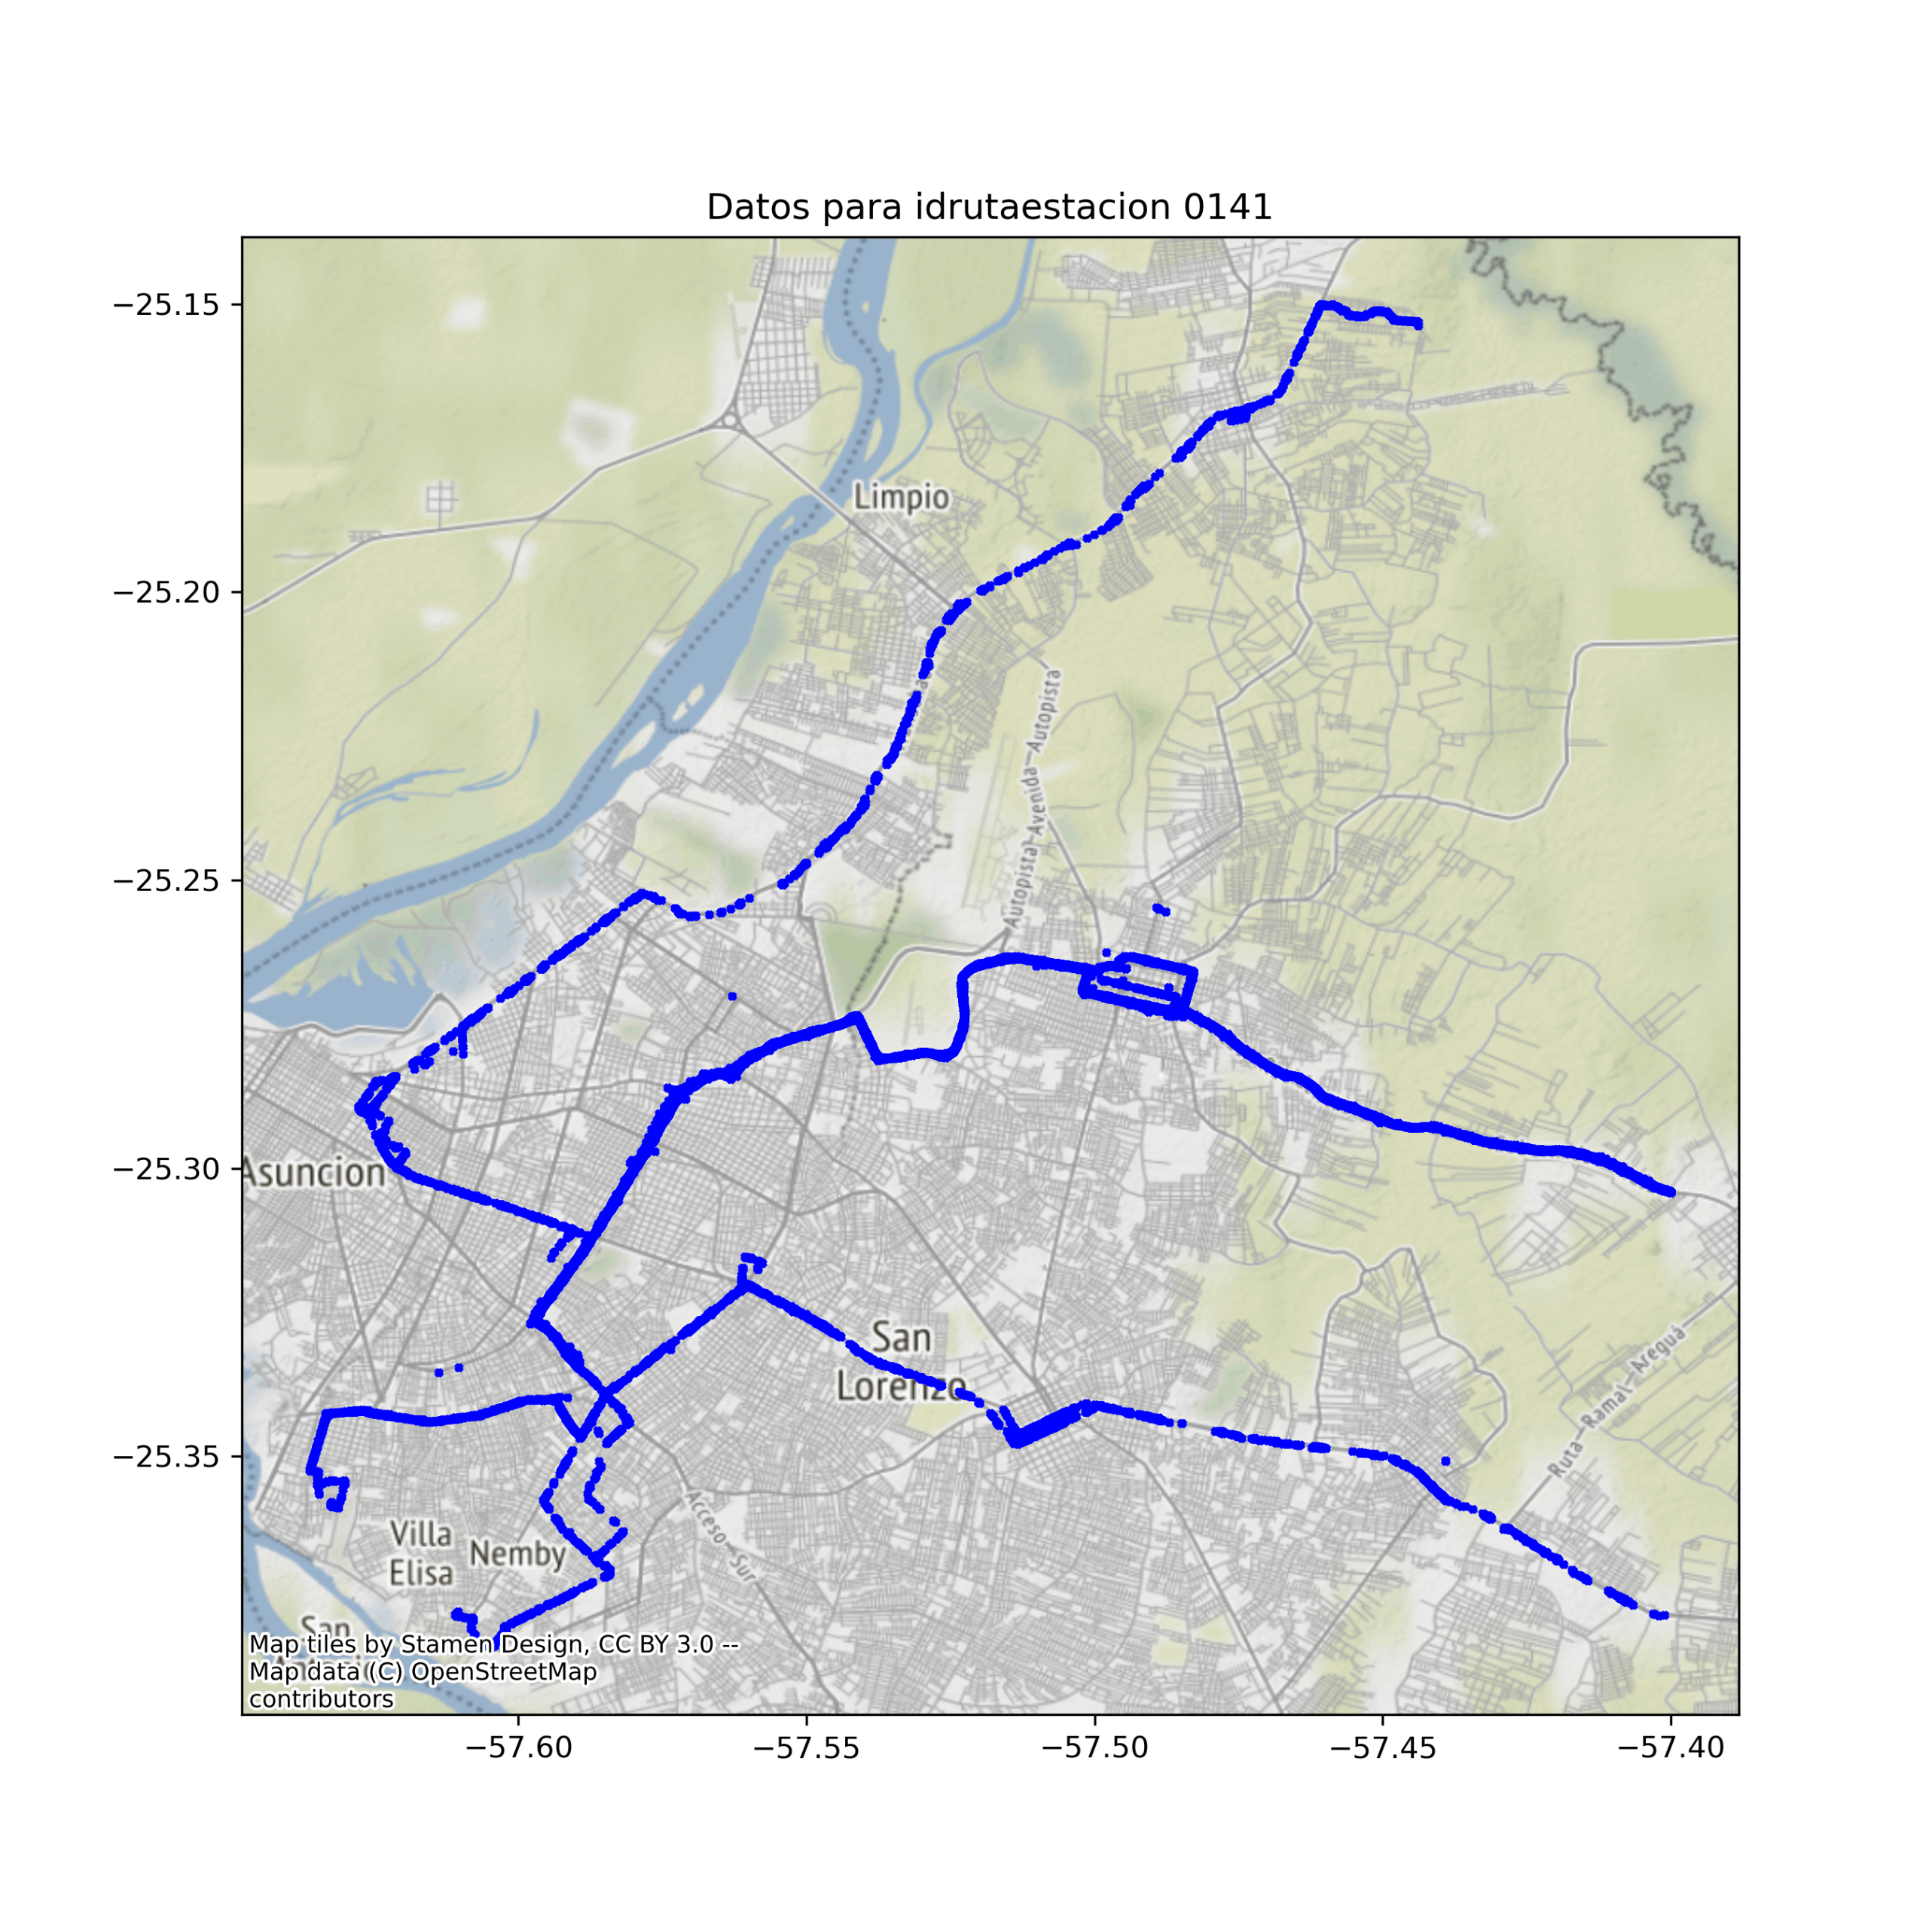 Datos para idrutaestacion 0141
−25.15
Limpio
−25.20
Autopista Avenida Autopista
−25.25
−25.30
Asuncion
San
Lorenzo
−25.35
Ruta Ramal Areguá
Acceso Sur
Villa
Elisa
Nemby
San
Map tiles by Stamen Design, CC BY 3.0 --
Map data (C) OpenStreetMap
contributors
−57.60
−57.55
−57.50
−57.45
−57.40